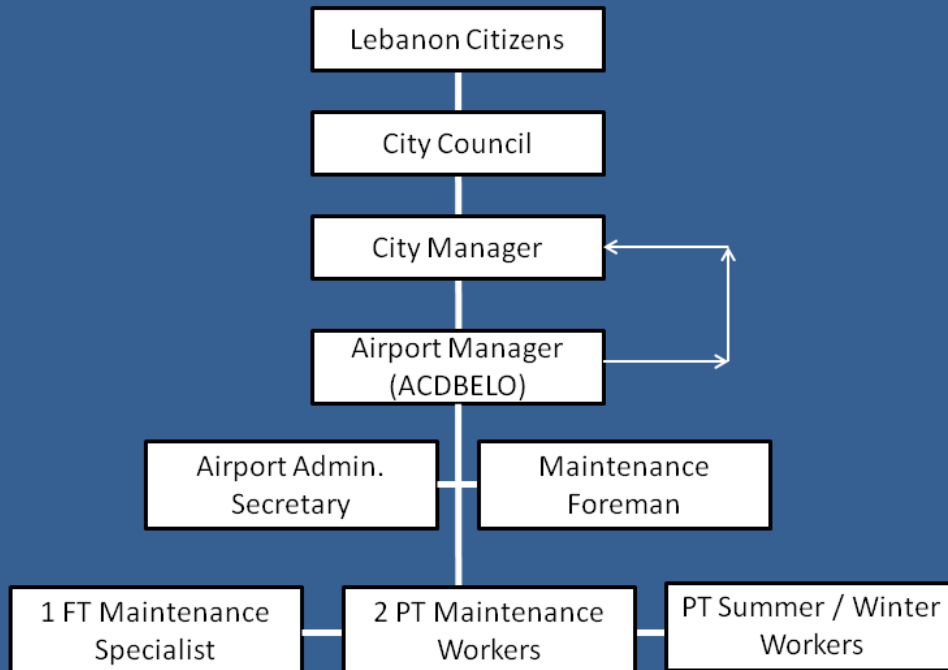 Lebanon Citizens
City Council
City Manager
Airport Manager
(ACDBELO)
Airport Admin.
Secretary
Maintenance
Foreman
1 FT Maintenance
Specialist
2 PT Maintenance
Workers
PT Summer / Winter
Workers